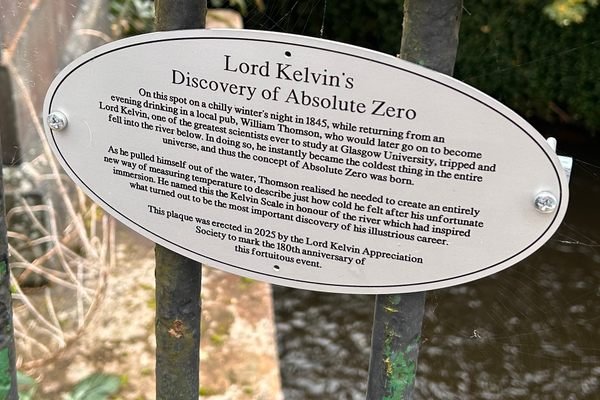 Lord Kelvin's
Discovery of Absolute Zero
On this spot on a chilly winter's night in 1845, while returning from an
evening drinking in a local pub, William Thomson, who would later go on to become
Lord Kelvin, one of the greatest scientists ever to study at Glasgow University, tripped and
fell into the river below. In doing so, he instantly became the coldest thing in the entire
universe, and thus the concept of Absolute Zero was born.
As he pulled himself out of the water, Thomson realised he needed to create an entirely
new way of measuring temperature to describe just how cold he felt after his unfortunate
immersion. He named this the Kelvin Scale in honour of the river which had inspired
what turned out to be the most important discovery of his illustrious career.
This plaque was erected in 2025 by the Lord Kelvin Appreciation
Society to mark the 180th anniversary of
this fortuitous event.